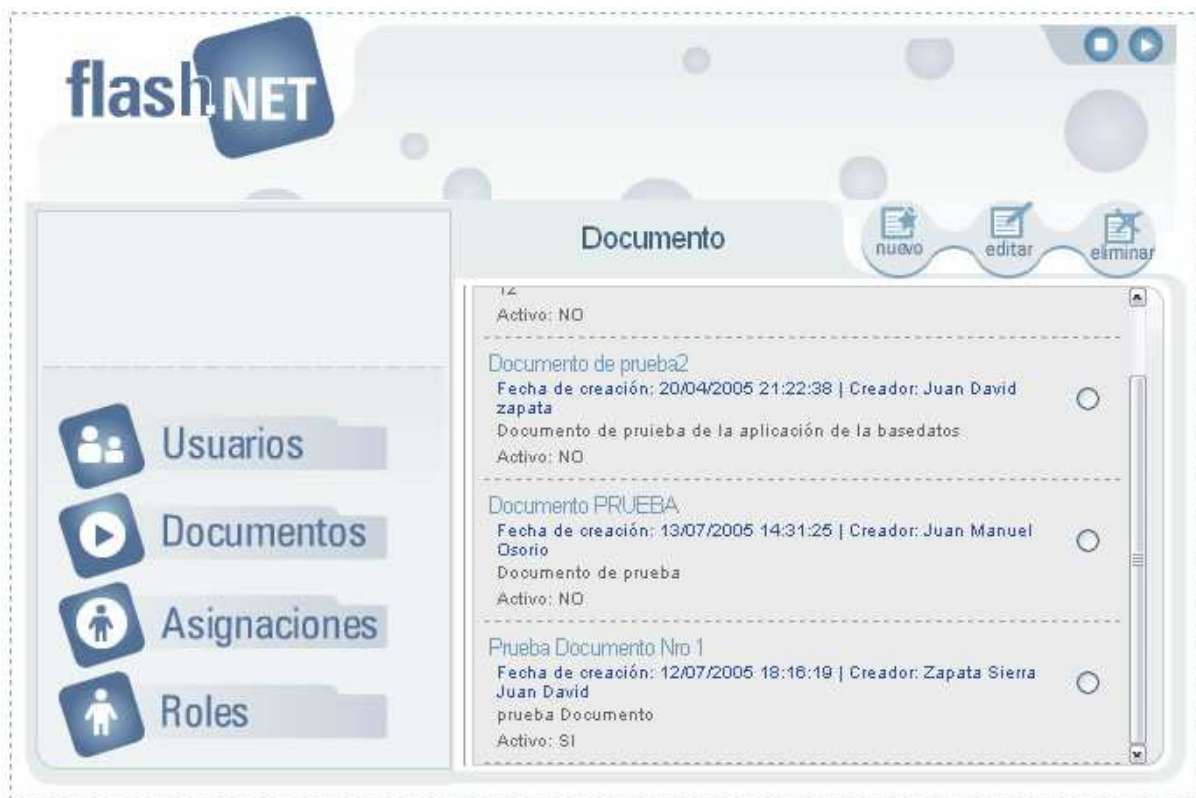 flash.NET
Documento
nuevo
editar
eliminar
12
Activo: NO
Documento de prueba2
Fecha de creación: 20/04/2005 21:22:38 | Creador: Juan David
zapata
Documento de pruieba de la aplicación de la basedatos
Activo: NO
Documento PRUEBA
Fecha de creación: 13/07/2005 14:31:25 | Creador: Juan Manuel
Osorio
Documento de prueba
Activo: NO
Prueba Documento Nro 1
Fecha de creación: 12/07/2005 18:16:19 | Creador: Zapata Sierra
Juan David
prueba Documento
Activo: SI
Usuarios
Documentos
Asignaciones
Roles